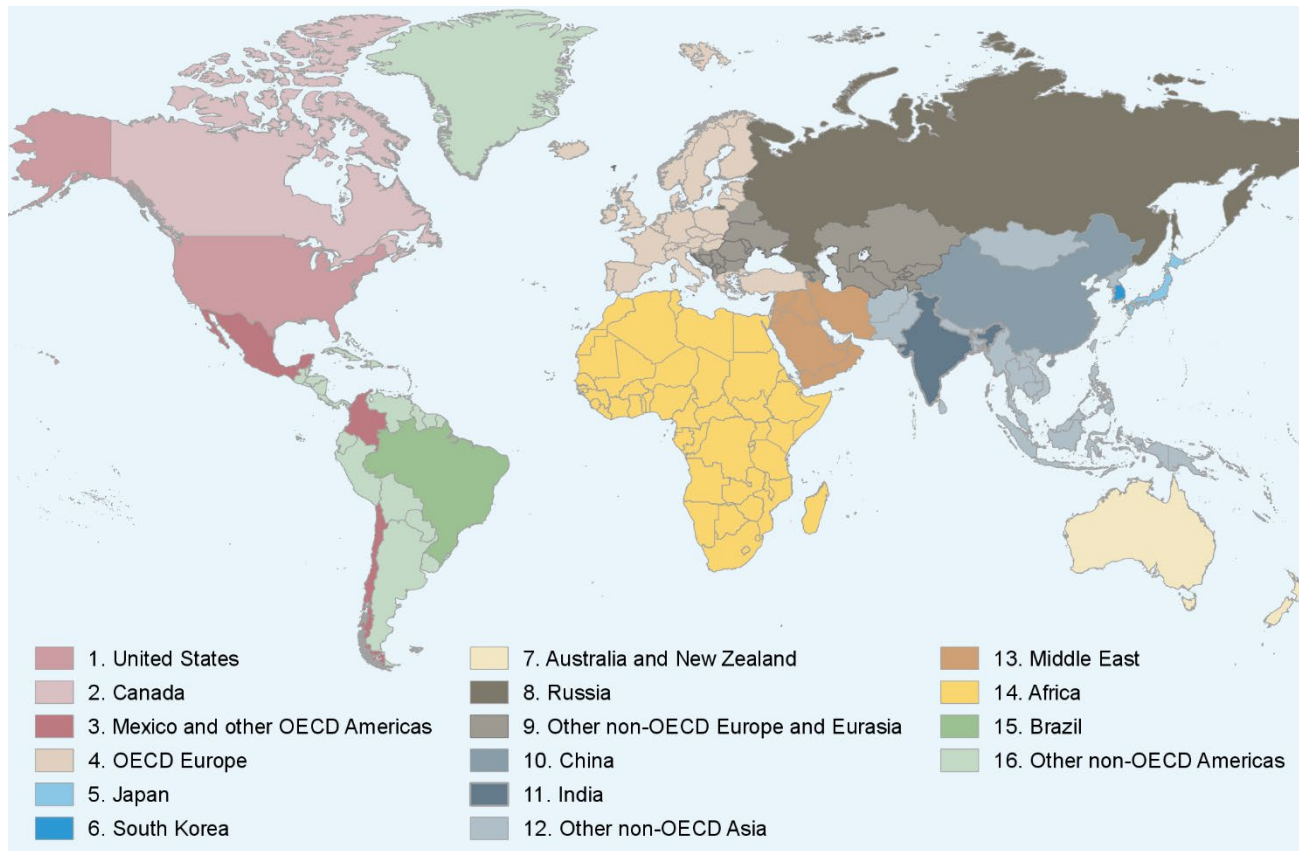 1. United States
2. Canada
3. Mexico and other OECD Americas
4. OECD Europe
5. Japan
6. South Korea
7. Australia and New Zealand
8. Russia
9. Other non-OECD Europe and Eurasia
10. China
11. India
12. Other non-OECD Asia
13. Middle East
14. Africa
15. Brazil
16. Other non-OECD Americas